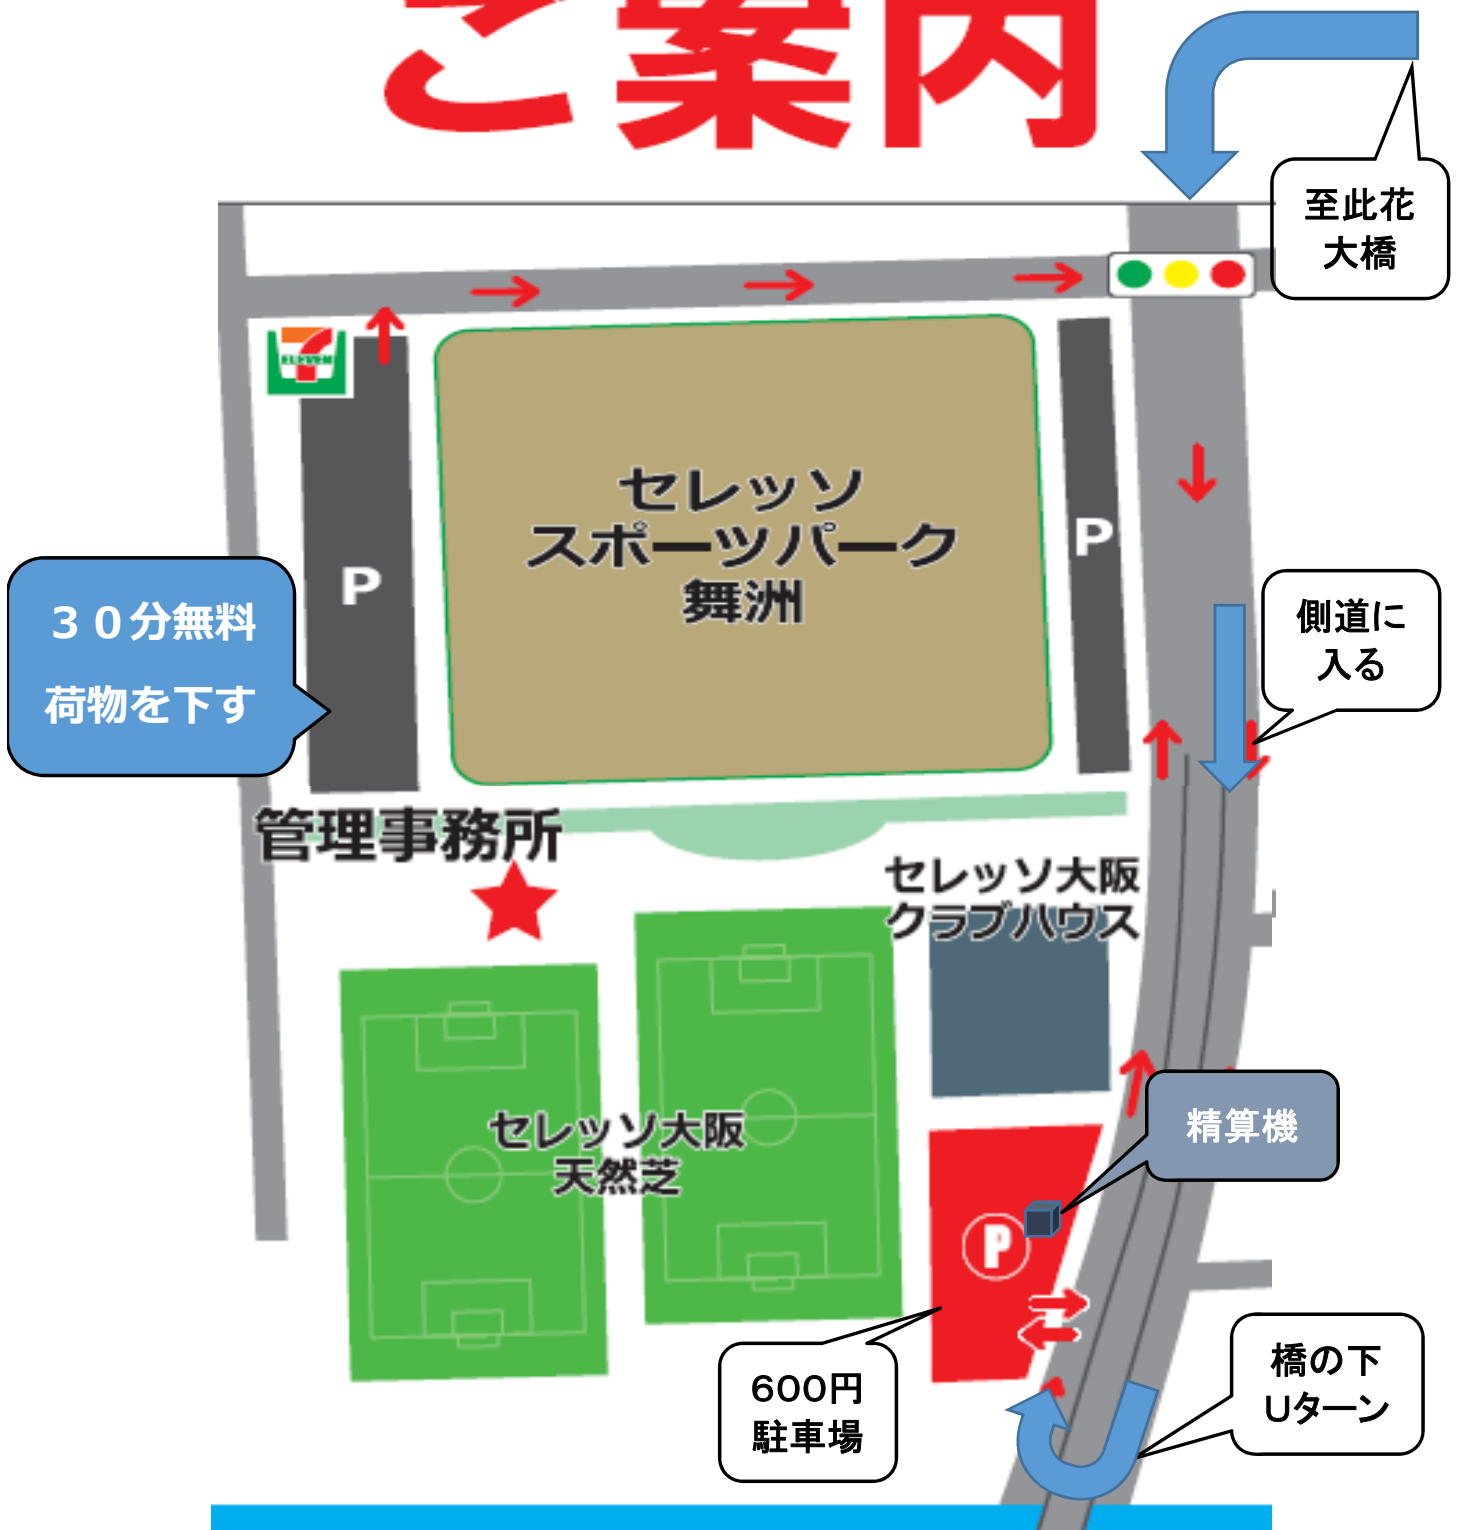 ご案内
至此花
大橋
7
ELEVEN
セレッソ
スポーツパーク
舞洲
P
P
３０分無料
荷物を下す
側道に
入る
管理事務所
セレッソ大阪
クラブハウス
セレッソ大阪
天然芝
精算機
P
600円
駐車場
橋の下
Uターン